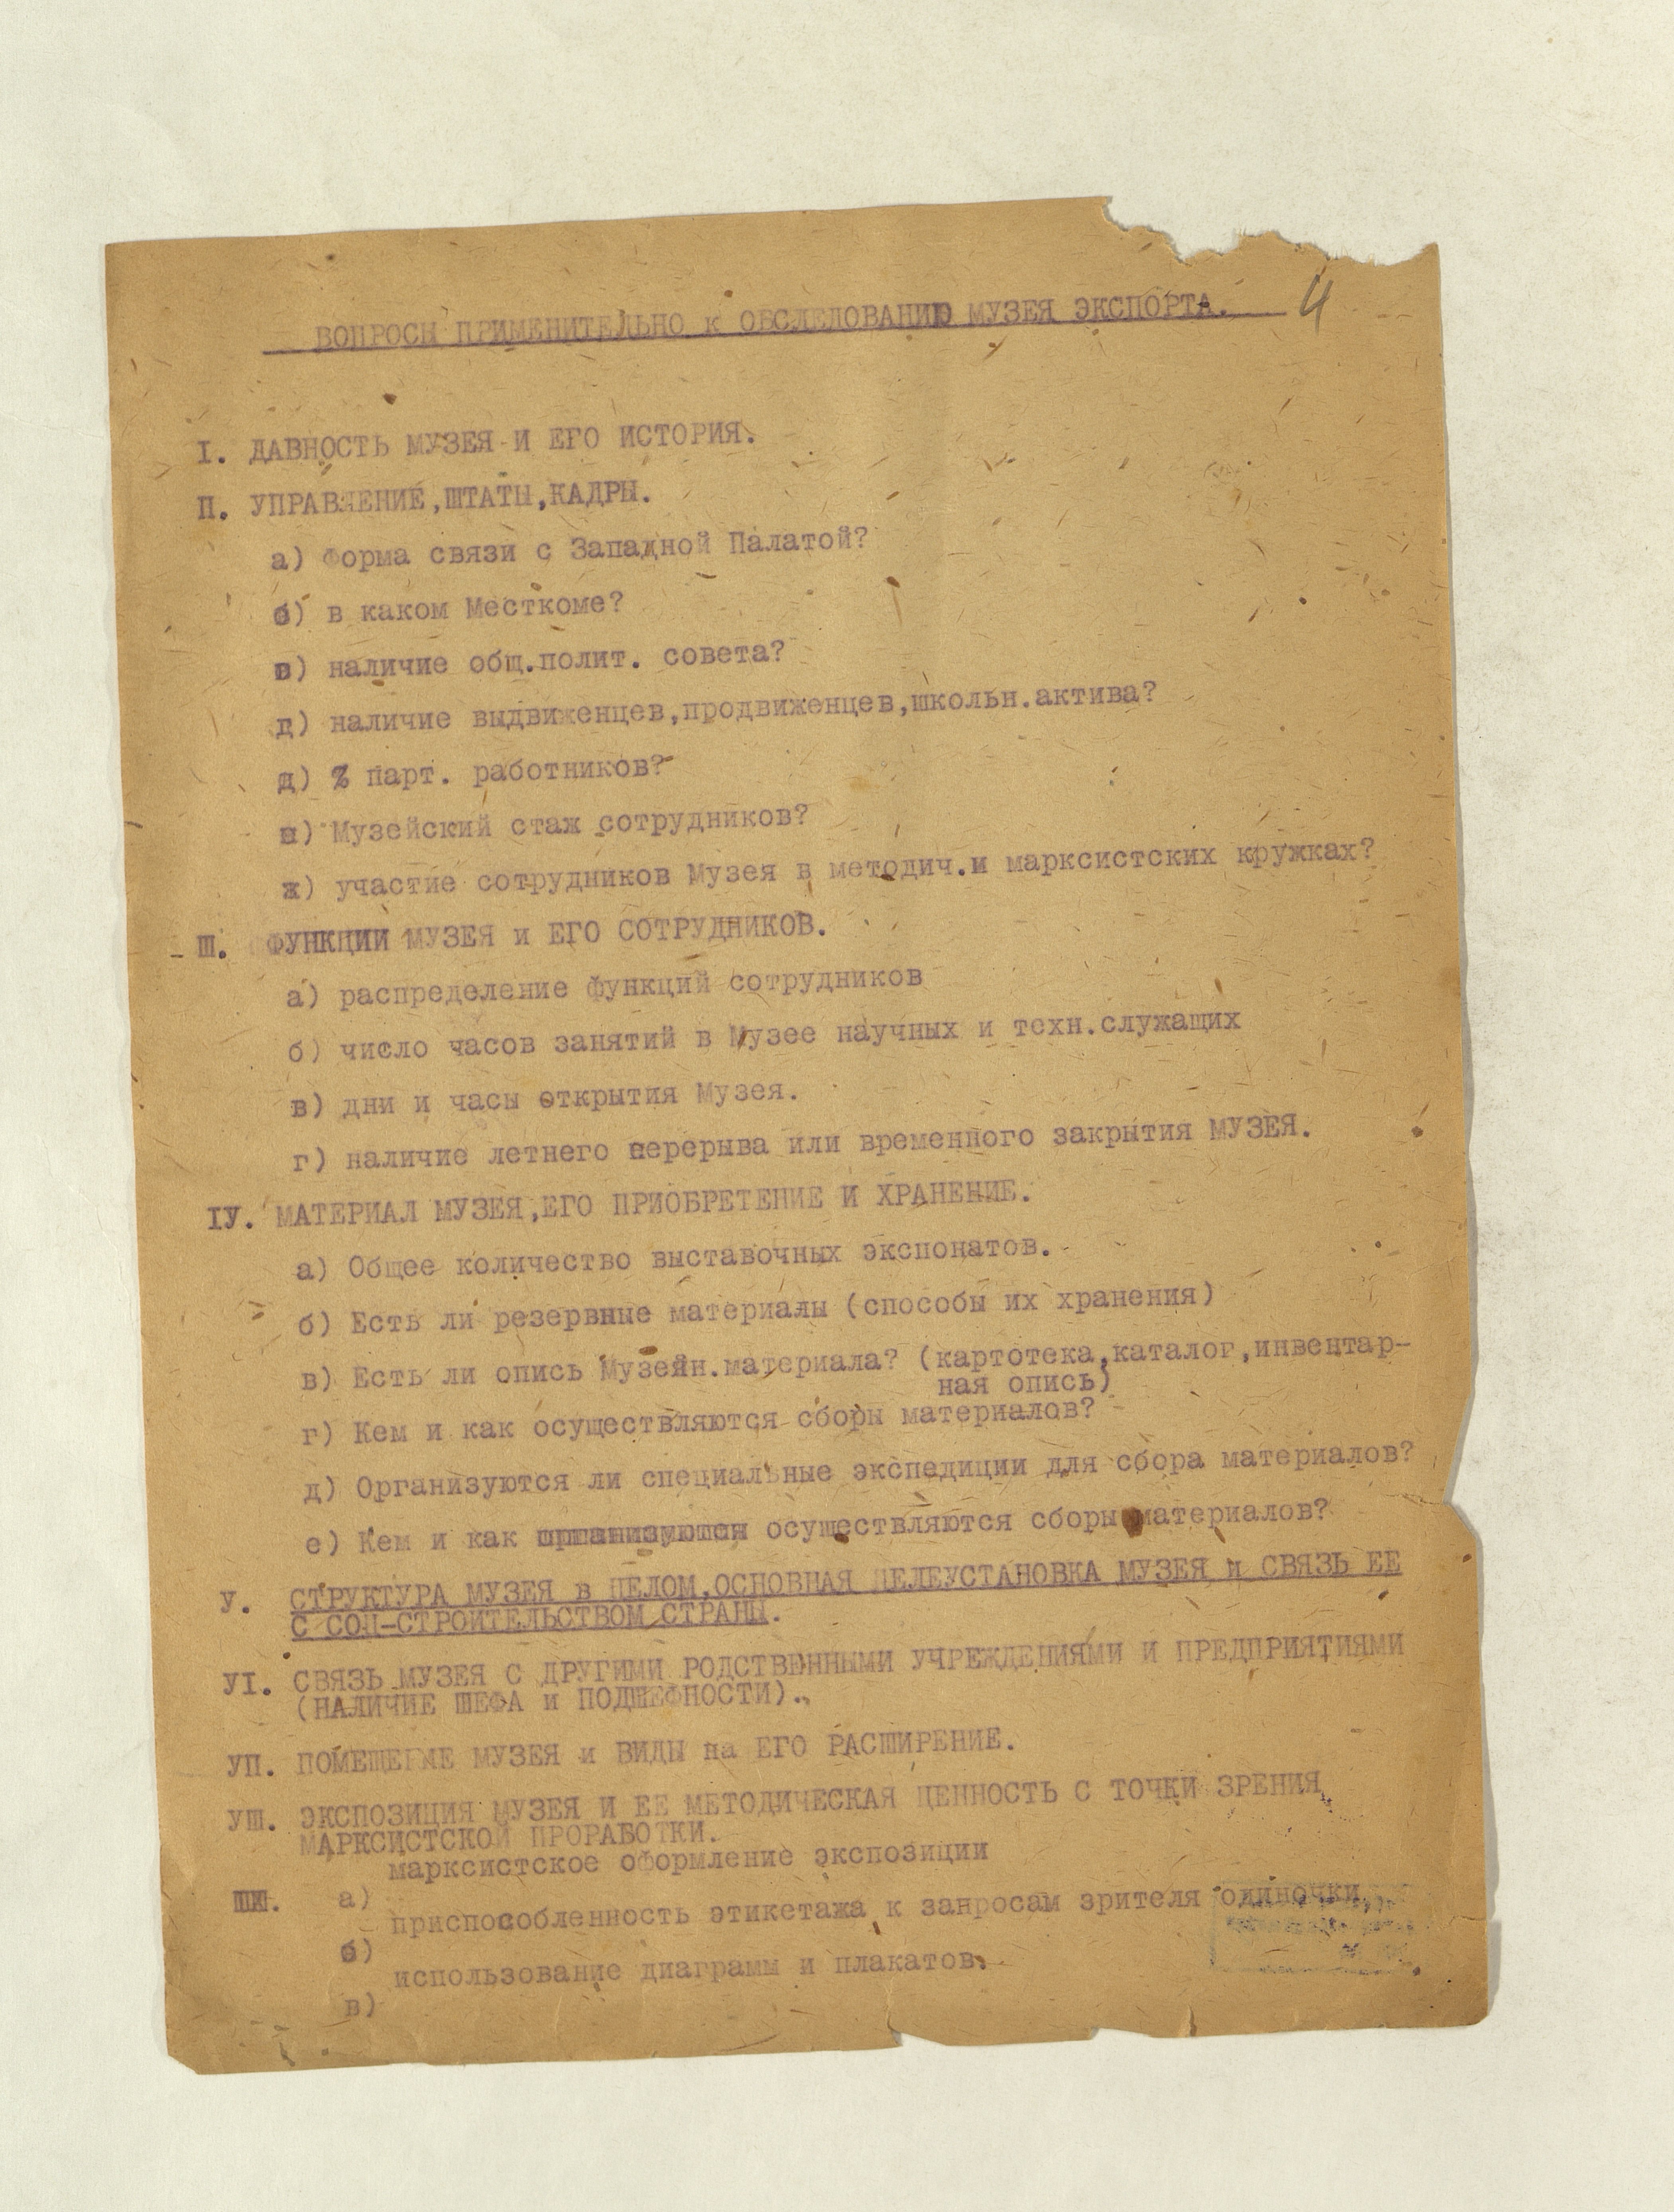 ВОПРОСЫ ПРИМЕНИТЕЛЬНО к ОБСЛЕДОВАНИЮ МУЗЕЯ ЭКСПОРТА. 4
I. ДАВНОСТЬ МУЗЕЯ И ЕГО ИСТОРИЯ.
П. УПРАВЛЕНИЕ,ШТАТЫ,КАДРЫ.
а) Форма связи с Западной Палатой?
б) в каком Месткоме?
в) наличие общ.полит. совета?
г) наличие выдвиженцев,продвиженцев,школьн.актива?
д) % парт. работников?
е) Музейский стаж сотрудников?
ж) участие сотрудников Музея в методич.и марксистских кружках?
Ш. ФУНКЦИИ МУЗЕЯ и ЕГО СОТРУДНИКОВ.
а) распределение функций сотрудников
б) число часов занятий в Музее научных и техн.служащих
в) дни и часы открытия Музея.
г) наличие летнего перерыва или временного закрытия МУЗЕЯ.
IУ. МАТЕРИАЛ МУЗЕЯ,ЕГО ПРИОБРЕТЕНИЕ И ХРАНЕНИЕ.
а) Общее количество выставочных экспонатов.
б) Есть ли резервные материалы (способы их хранения)
в) Есть ли опись Музейн.материала? (картотека,каталог,инвентар-
ная опись)
г) Кем и как осуществляются сборы материалов?
д) Организуются ли специальные экспедиции для сбора материалов?
е) Кем и как осуществляются сборы материалов?
У. СТРУКТУРА МУЗЕЯ в ЦЕЛОМ,ОСНОВНАЯ ЦЕЛЕУСТАНОВКА МУЗЕЯ и СВЯЗЬ ЕЕ
С СОЦ-СТРОИТЕЛЬСТВОМ СТРАНЫ.
УI. СВЯЗЬ МУЗЕЯ С ДРУГИМИ РОДСТВЕННЫМИ УЧРЕЖДЕНИЯМИ И ПРЕДПРИЯТИЯМИ
(НАЛИЧИЕ ШЕФА и ПОДШЕФНОСТИ).
УП. ПОМЕЩЕНИЕ МУЗЕЯ и ВИДЫ на ЕГО РАСШИРЕНИЕ.
УШ. ЭКСПОЗИЦИЯ МУЗЕЯ И ЕЕ МЕТОДИЧЕСКАЯ ЦЕННОСТЬ С ТОЧКИ ЗРЕНИЯ
МАРКСИСТСКОЙ ПРОРАБОТКИ.
а) марксистское оформление экспозиции
б) приспособленность этикетажа к запросам зрителя одиночки,
в) использование диаграммы и плакатов.